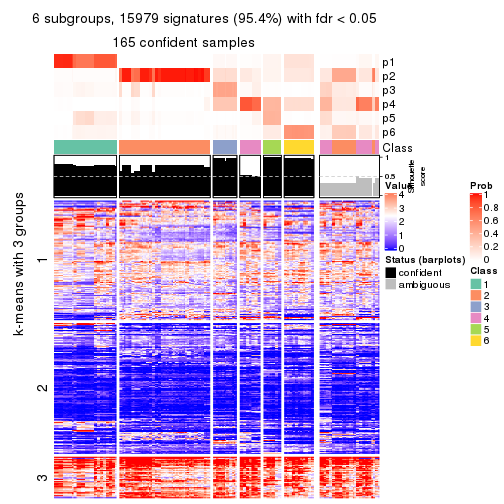 6 subgroups, 15979 signatures (95.4%) with fdr < 0.05
165 confident samples
p1
p2
p3
p4
p5
p6
Class
1
0.5
0
Silhouette
score
k-means with 3 groups
1
2
3
Value
4
3
2
1
0
Status (barplots)
confident
ambiguous
Prob
1
0.8
0.6
0.4
0.2
0
Class
1
2
3
4
5
6